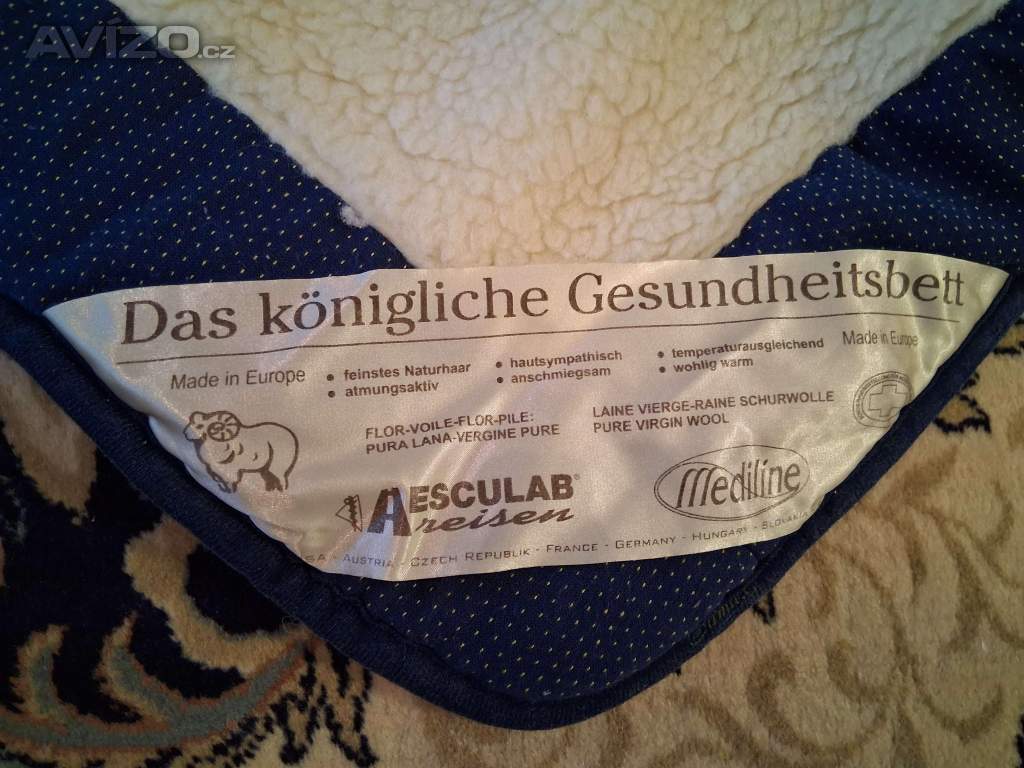 AVÍZO.cz
Das königliche Gesundheitsbett
Made in Europe
• feinstes Naturhaar
• atmungsaktiv
• hautsympathisch
• anschmiegsam
• temperaturausgleichend
• wohlig warm
Made in Europe
FLOR-VOILE-FLOR-PILE:
PURA LANA-VERGINE PURE
LAINE VIERGE-RAINE SCHURWOLLE
PURE VIRGIN WOOL
AESCULAB®
reisen
Mediline
SA - AUSTRIA - CZECH REPUBLIK - FRANCE - GERMANY - HUNGARY - SLOVAKIA